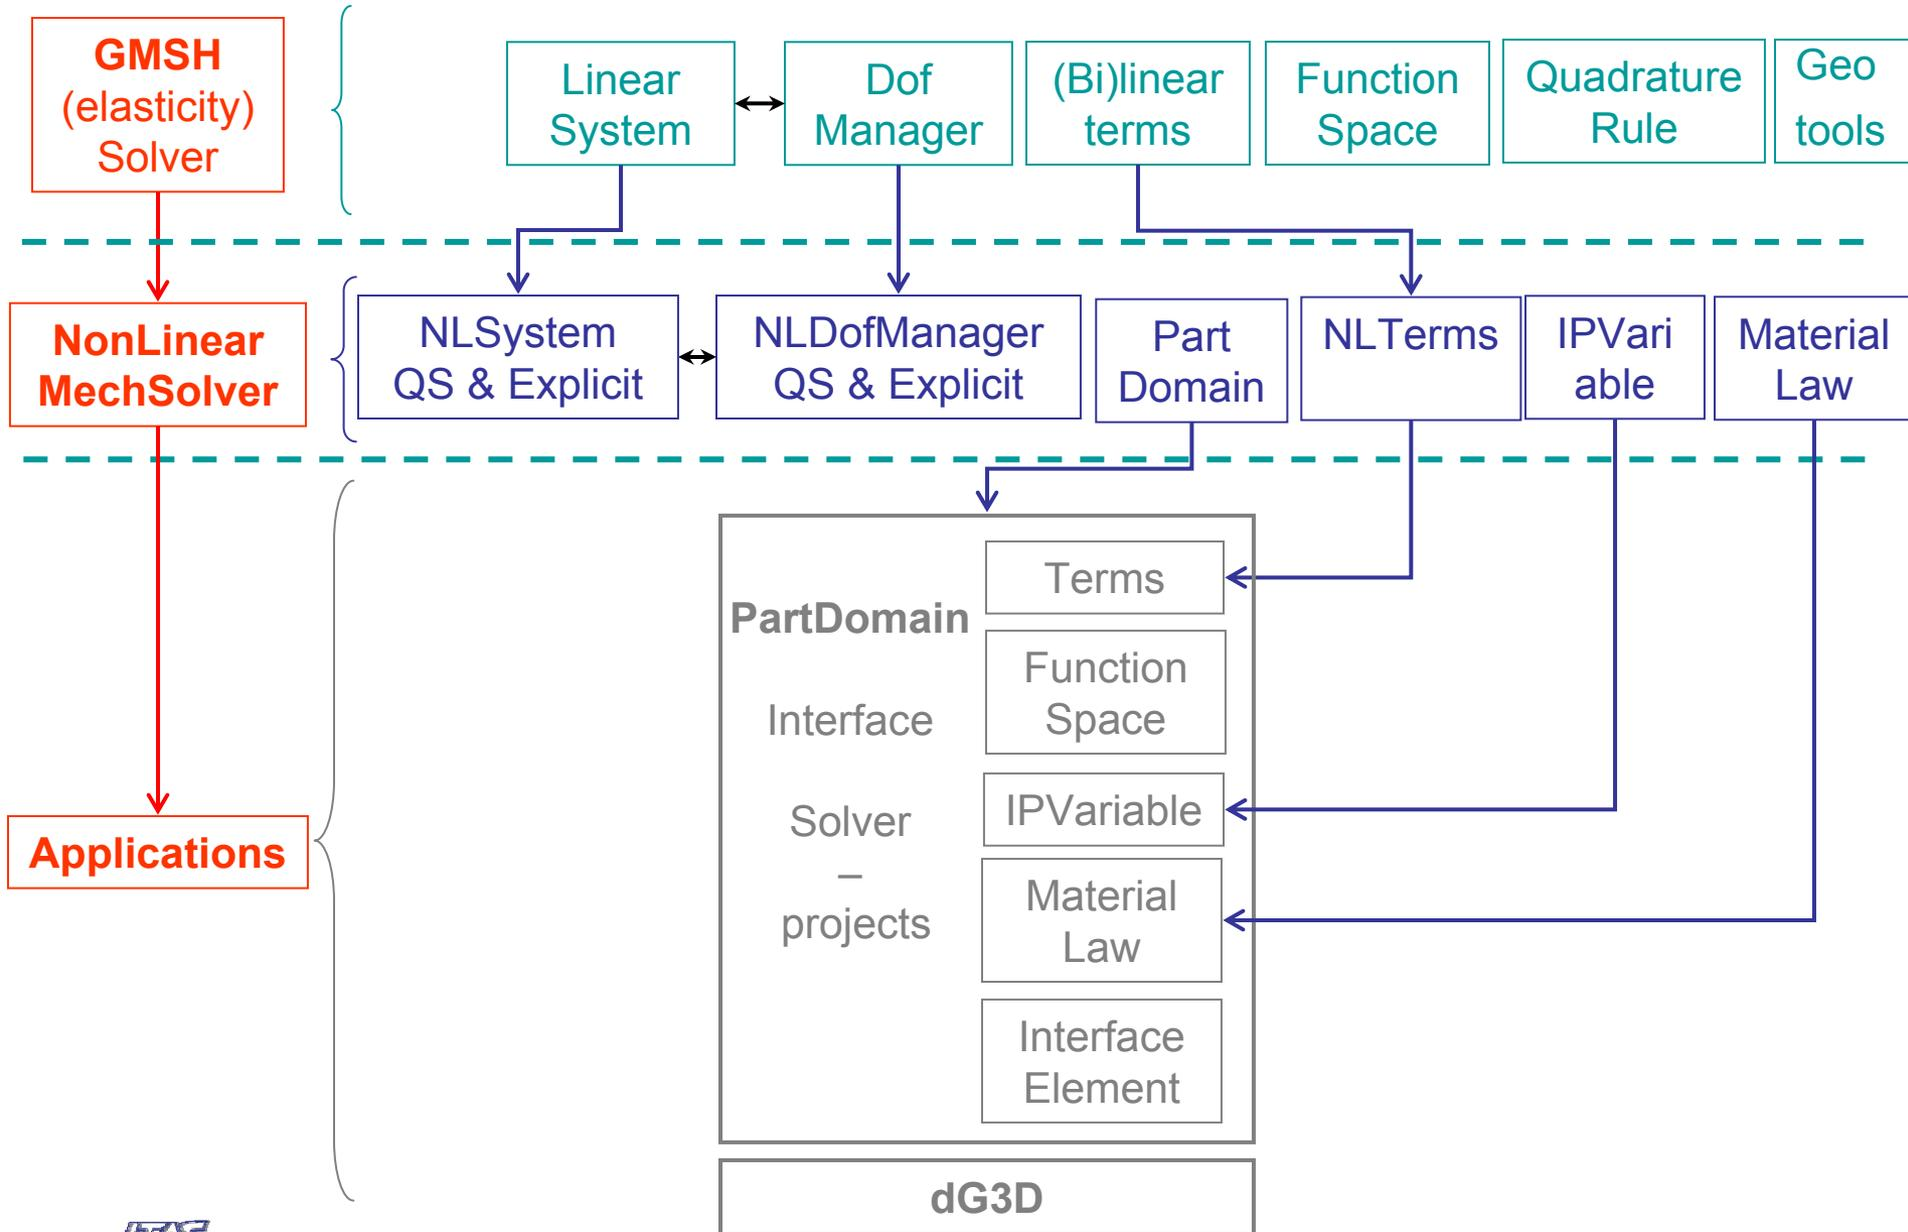 GMSH
(elasticity)
Solver
Linear
System
Dof
Manager
(Bi)linear
terms
Function
Space
Quadrature
Rule
Geo
tools
NonLinear
MechSolver
NLSystem
QS & Explicit
NLDofManager
QS & Explicit
Part
Domain
NLTerms
IPVari
able
Material
Law
Applications
PartDomain
Interface
Solver
–
projects
Terms
Function
Space
IPVariable
Material
Law
Interface
Element
dG3D